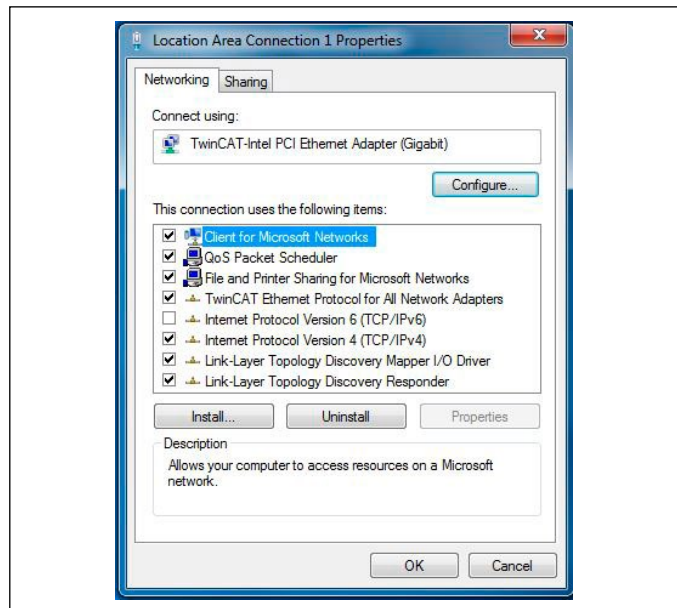 Location Area Connection 1 Properties
Networking
Sharing
Connect using:
TwinCAT-Intel PCI Ethernet Adapter (Gigabit)
Configure...
This connection uses the following items:
Client for Microsoft Networks
QoS Packet Scheduler
File and Printer Sharing for Microsoft Networks
TwinCAT Ethernet Protocol for All Network Adapters
Internet Protocol Version 6 (TCP/IPv6)
Internet Protocol Version 4 (TCP/IPv4)
Link-Layer Topology Discovery Mapper I/O Driver
Link-Layer Topology Discovery Responder
Install...
Uninstall
Properties
Description
Allows your computer to access resources on a Microsoft
network.
OK
Cancel